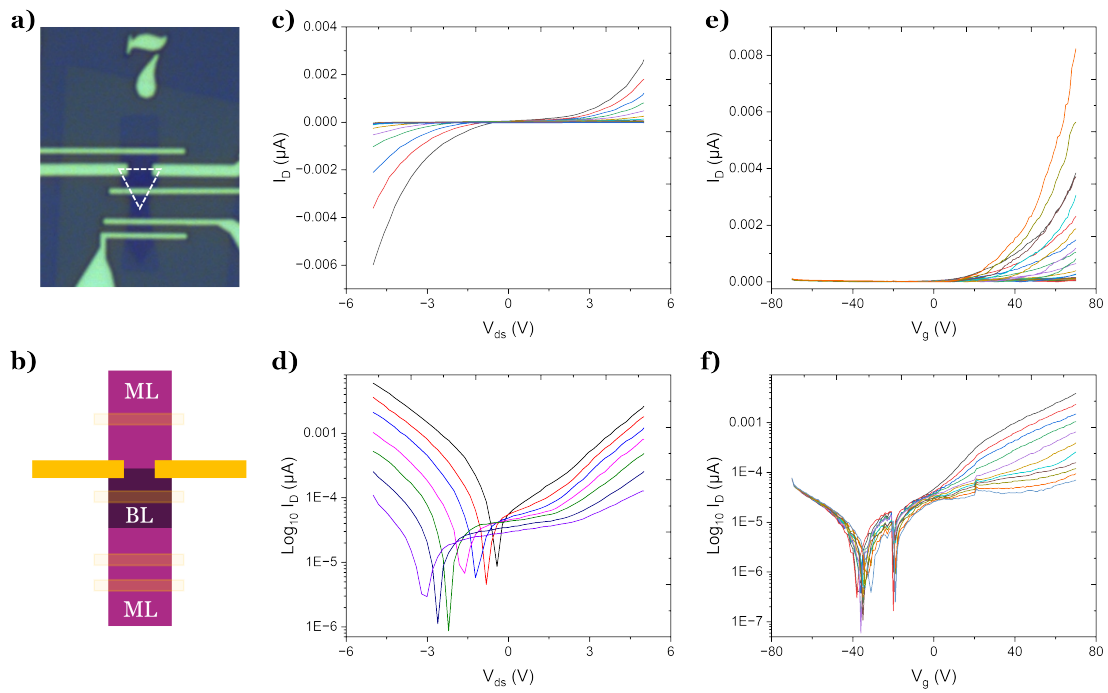 a)
7
b)
ML
BL
ML
c)
0.004
0.002
0.000
−0.002
−0.004
−0.006
I_D (µA)
−6 −3 0 3 6
V_ds (V)
d)
0.001
1E−4
1E−5
1E−6
Log₁₀ I_D (µA)
−6 −3 0 3 6
V_ds (V)
e)
0.008
0.006
0.004
0.002
0.000
I_D (µA)
−80 −40 0 40 80
V_g (V)
f)
0.001
1E−4
1E−5
1E−6
1E−7
Log₁₀ I_D (µA)
−80 −40 0 40 80
V_g (V)